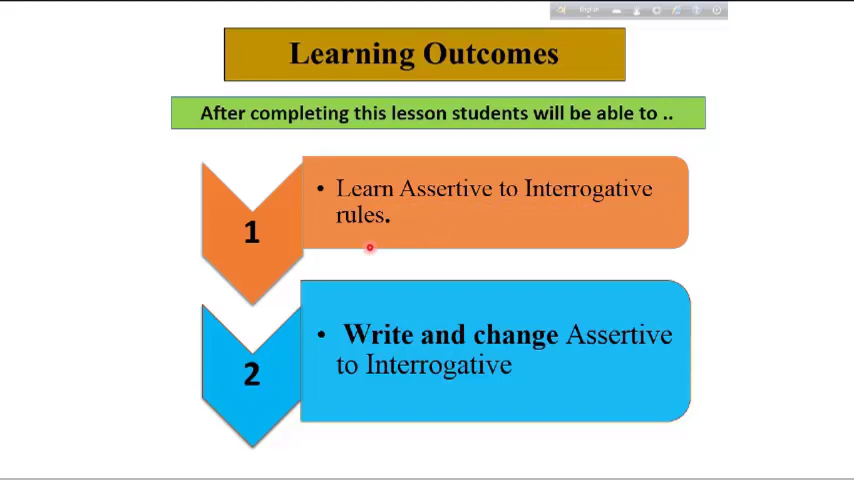 English
Learning Outcomes
After completing this lesson students will be able to ..
1
• Learn Assertive to Interrogative
rules.
2
• Write and change Assertive
to Interrogative